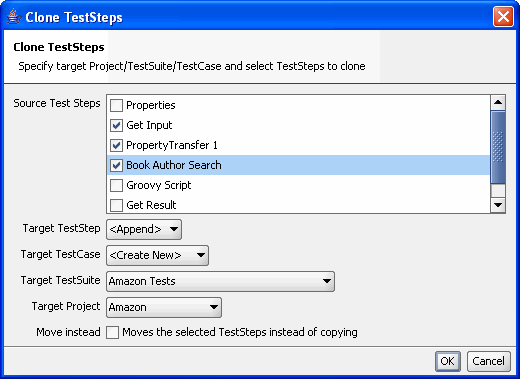 Clone TestSteps
Clone TestSteps
Specify target Project/TestSuite/TestCase and select TestSteps to clone
Source Test Steps
Properties
Get Input
PropertyTransfer 1
Book Author Search
Groovy Script
Get Result
Target TestStep <Append>
Target TestCase <Create New>
Target TestSuite Amazon Tests
Target Project Amazon
Move instead Moves the selected TestSteps instead of copying
OK Cancel